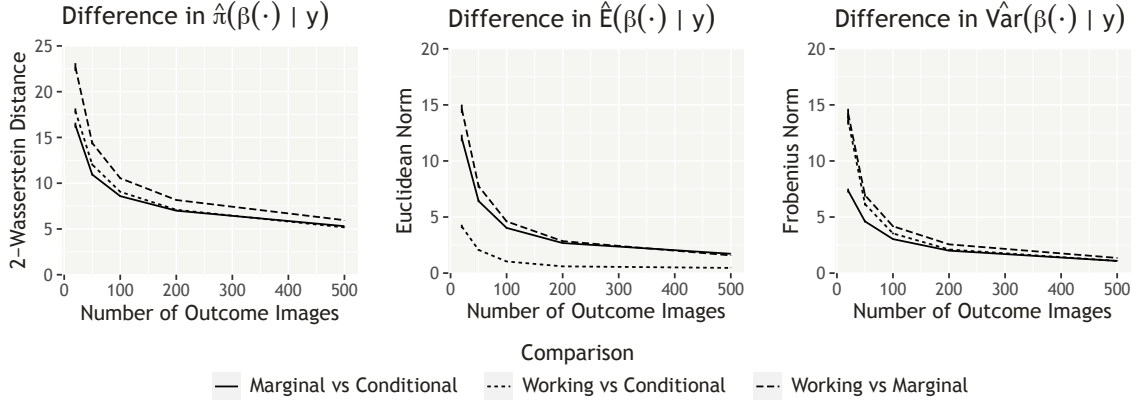 Difference in π̂(β(·) | y)
2−Wasserstein Distance
25
20
15
10
5
0
0 100 200 300 400 500
Number of Outcome Images
Difference in Ê(β(·) | y)
Euclidean Norm
20
15
10
5
0
0 100 200 300 400 500
Number of Outcome Images
Difference in Vâr(β(·) | y)
Frobenius Norm
20
15
10
5
0
0 100 200 300 400 500
Number of Outcome Images
Comparison
Marginal vs Conditional Working vs Conditional Working vs Marginal